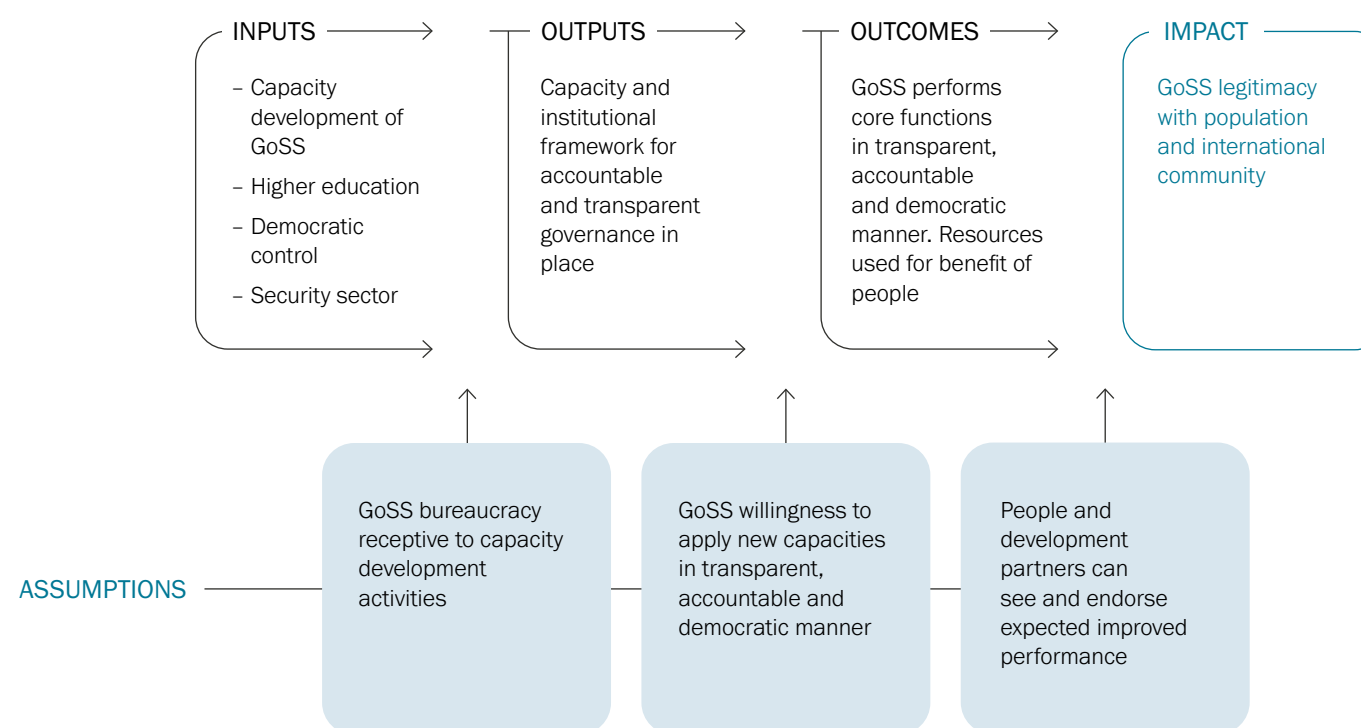 INPUTS
– Capacity
development of
GoSS
– Higher education
– Democratic
control
– Security sector
OUTPUTS
Capacity and
institutional
framework for
accountable
and transparent
governance in
place
OUTCOMES
GoSS performs
core functions
in transparent,
accountable
and democratic
manner. Resources
used for benefit of
people
IMPACT
GoSS legitimacy
with population
and international
community
ASSUMPTIONS
GoSS bureaucracy
receptive to capacity
development
activities
GoSS willingness to
apply new capacities
in transparent,
accountable and
democratic manner
People and
development
partners can
see and endorse
expected improved
performance